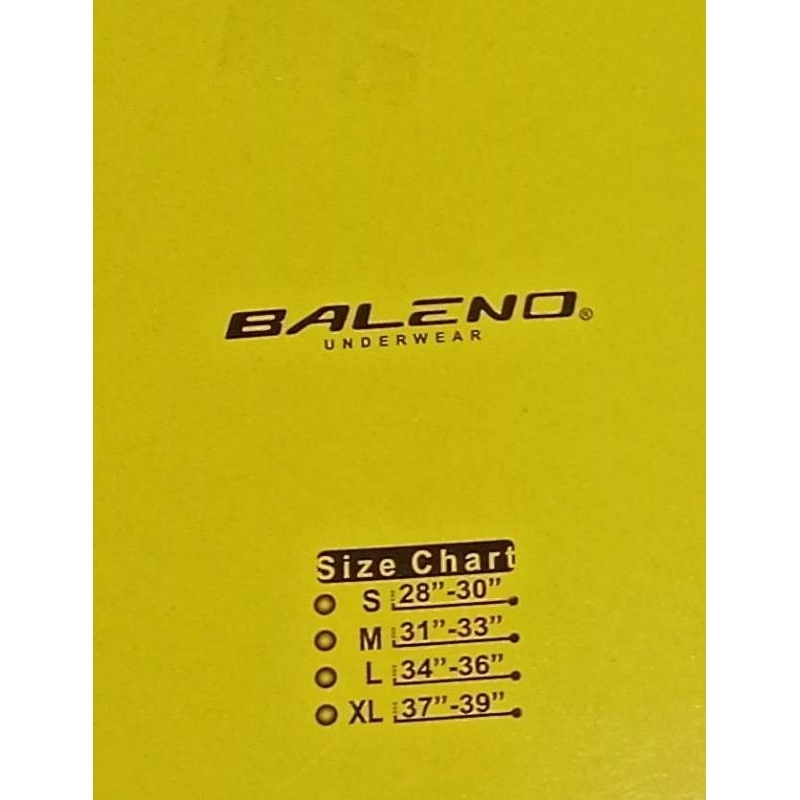 BALENO®
UNDERWEAR
Size Chart
S 28”-30”
M 31”-33”
L 34”-36”
XL 37”-39”